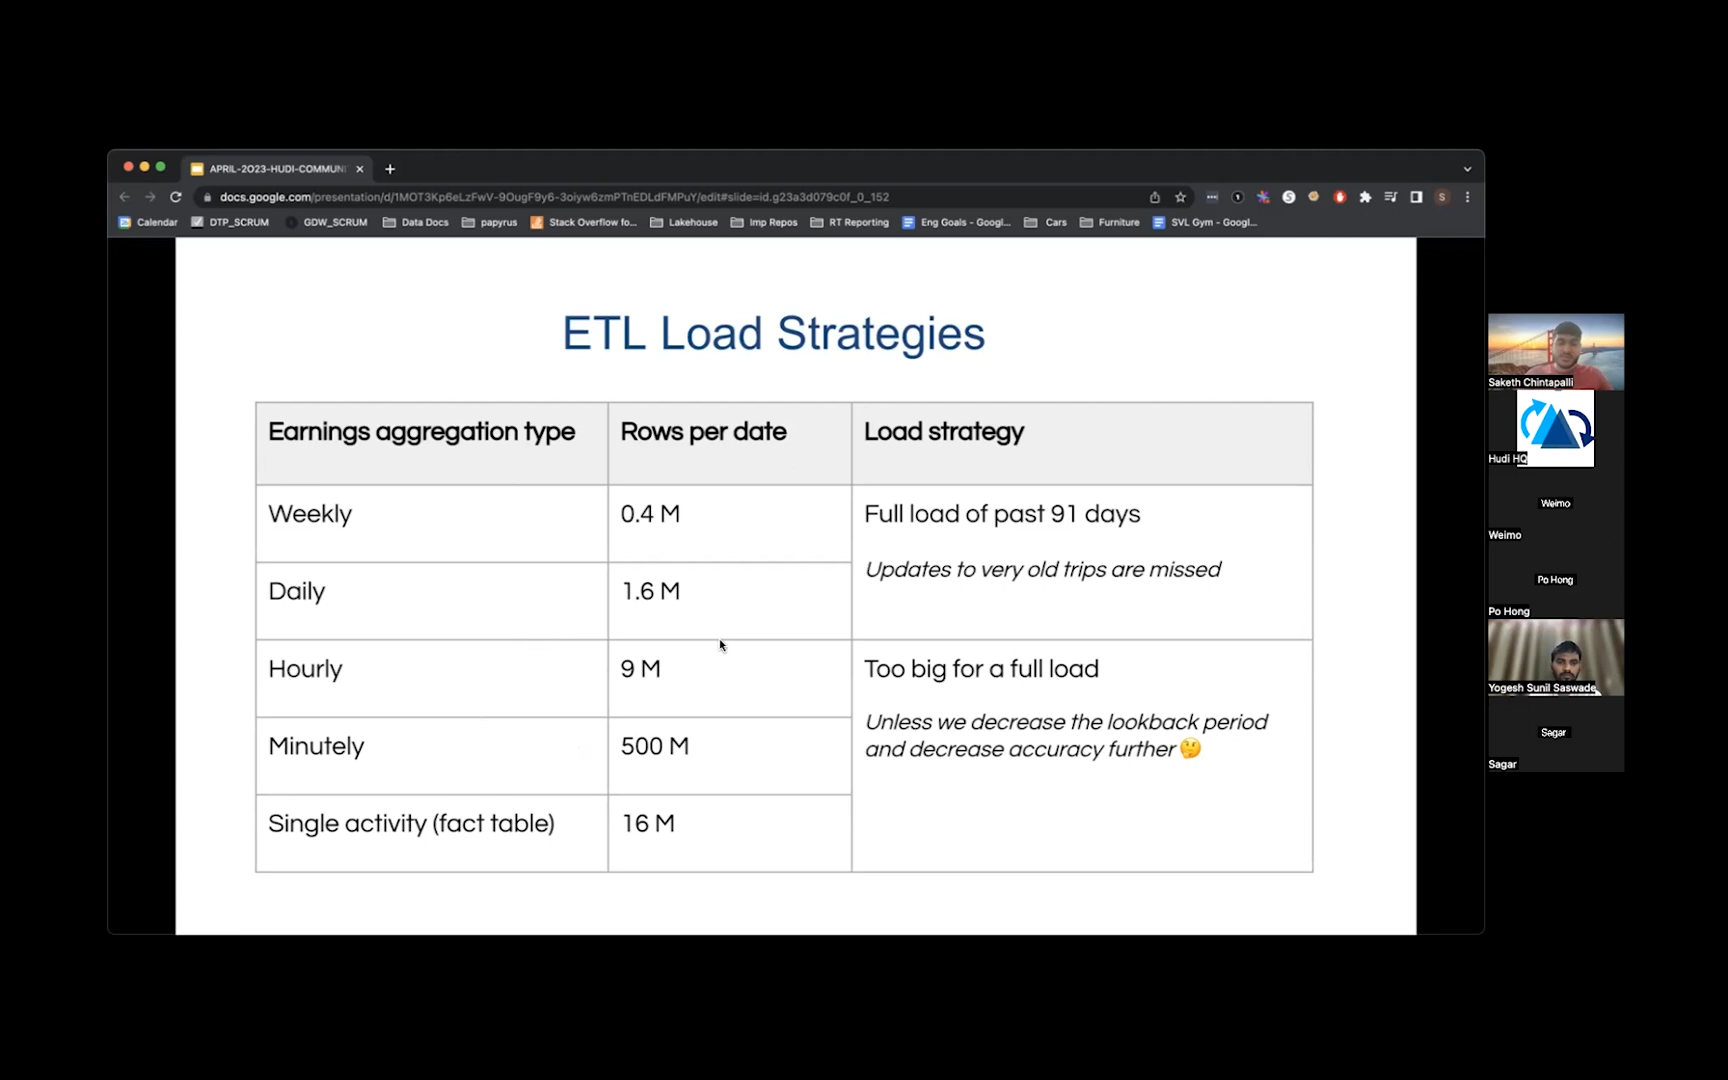 APRIL-2023-HUDI-COMMUNI
docs.google.com/presentation/d/1MOT3Kp6eLzFwV-9OugF9y6-3oiyw6zmPTnEDLdFMPuY/edit#slide=id.g23a3d079c0f_0_152
S
Calendar
DTP_SCRUM
GDW_SCRUM
Data Docs
papyrus
Stack Overflow fo...
Lakehouse
Imp Repos
RT Reporting
Eng Goals - Googl...
Cars
Furniture
SVL Gym - Googl...
ETL Load Strategies
Earnings aggregation type
Rows per date
Load strategy
Weekly
0.4 M
Full load of past 91 days
Updates to very old trips are missed
Daily
1.6 M
Hourly
9 M
Too big for a full load
Unless we decrease the lookback period
and decrease accuracy further 🤔
Minutely
500 M
Single activity (fact table)
16 M
Saketh Chintapalli
Hudi HQ
Weimo
Weimo
Po Hong
Po Hong
Yogesh Sunil Saswade
Sagar
Sagar